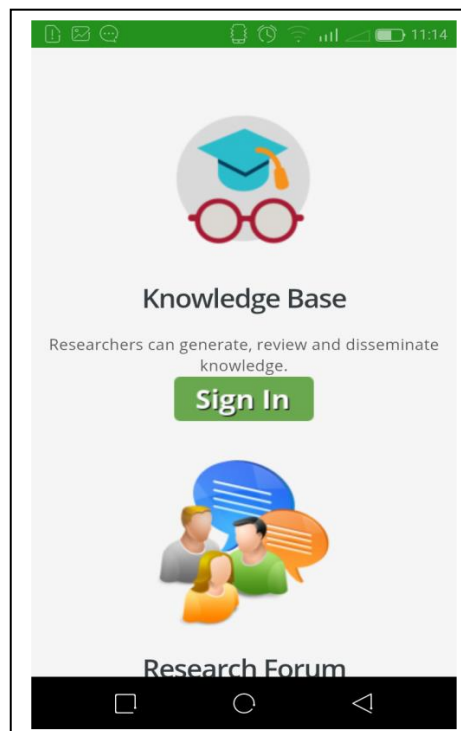 11:14
Knowledge Base
Researchers can generate, review and disseminate
knowledge.
Sign In
Research Forum